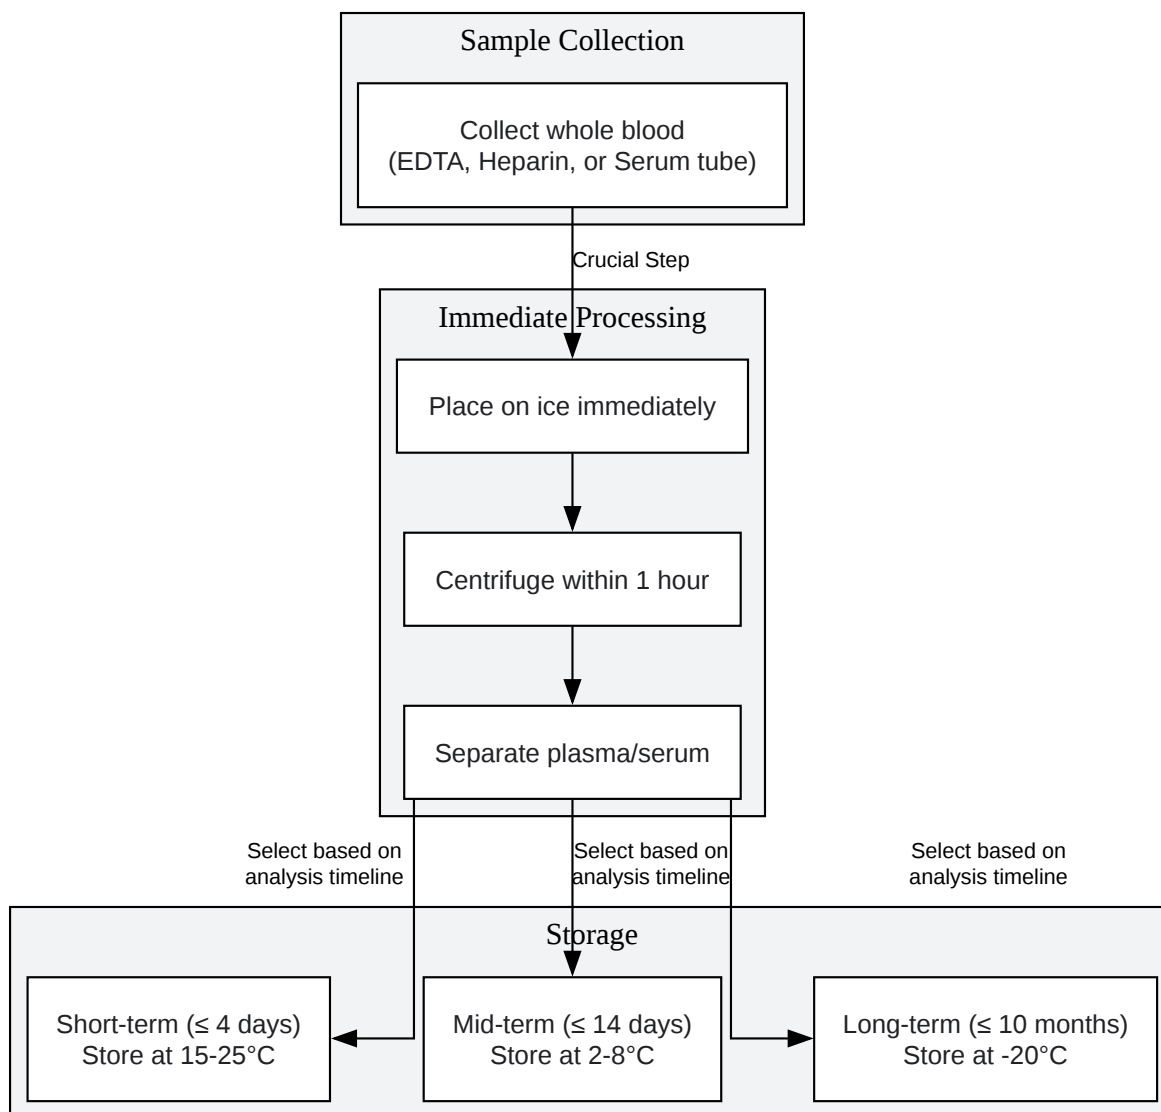 Sample Collection
Collect whole blood
(EDTA, Heparin, or Serum tube)
Crucial Step
Immediate Processing
Place on ice immediately
Centrifuge within 1 hour
Separate plasma/serum
Select based on
analysis timeline
Select based on
analysis timeline
Select based on
analysis timeline
Storage
Short-term (≤ 4 days)
Store at 15-25°C
Mid-term (≤ 14 days)
Store at 2-8°C
Long-term (≤ 10 months)
Store at -20°C